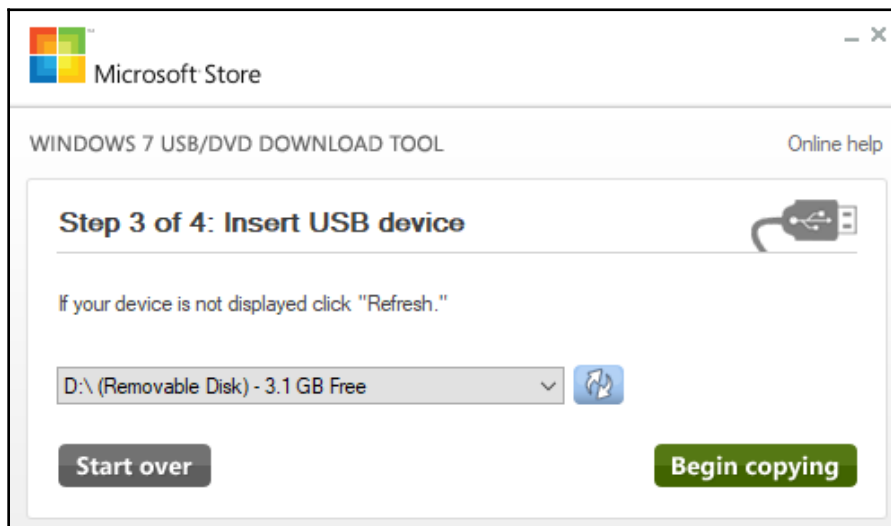 Microsoft Store
WINDOWS 7 USB/DVD DOWNLOAD TOOL
Online help
Step 3 of 4: Insert USB device
If your device is not displayed click "Refresh."
D:\ (Removable Disk) - 3.1 GB Free
Start over
Begin copying